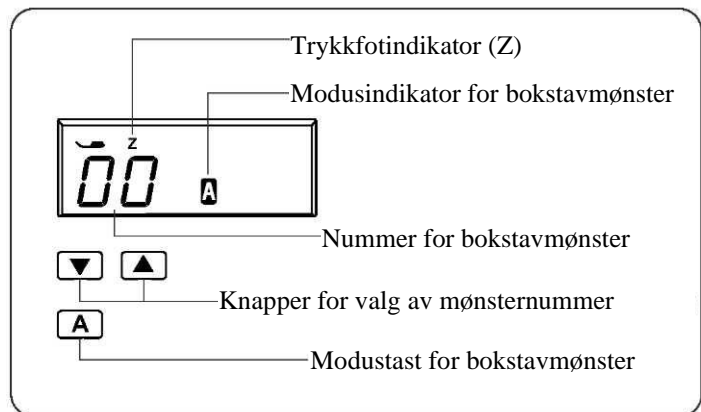 Trykkfotindikator (Z)
Modusindikator for bokstavmønster
Z
00 A
Nummer for bokstavmønster
Knapper for valg av mønsternummer
A
Modustast for bokstavmønster